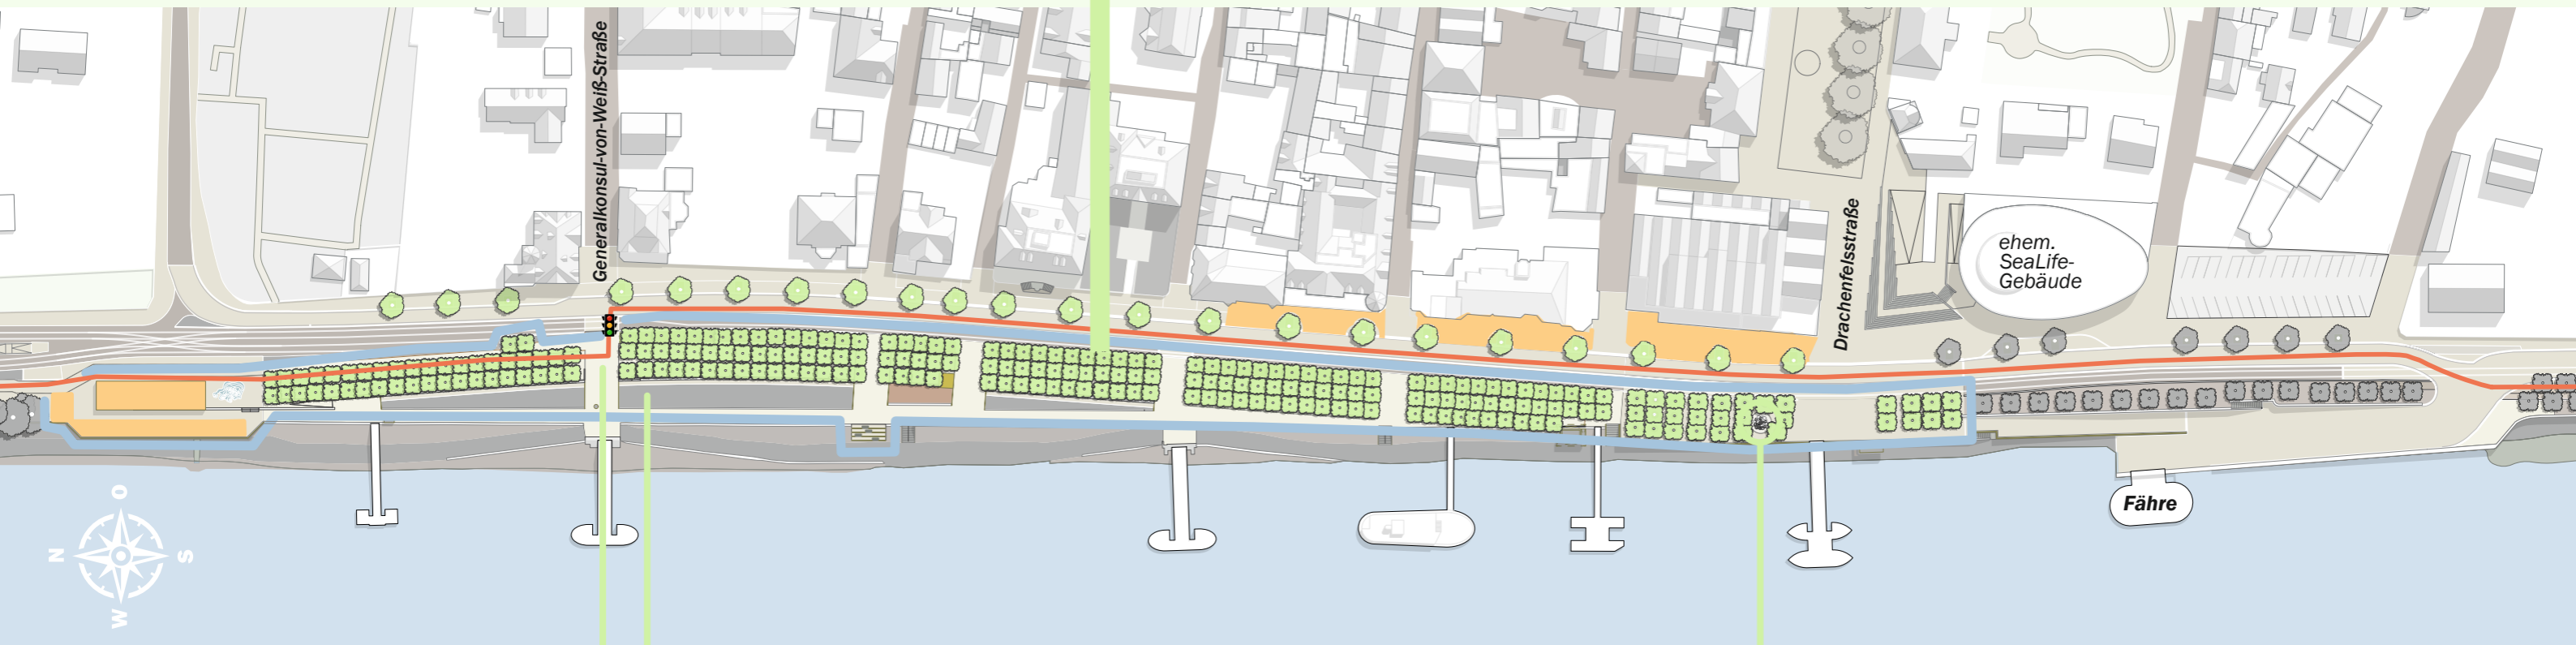 Generalkonsul-von-Weiß-Straße
Drachenfelsstraße
ehem.
SeaLife-
Gebäude
Fähre
O
N
S
W